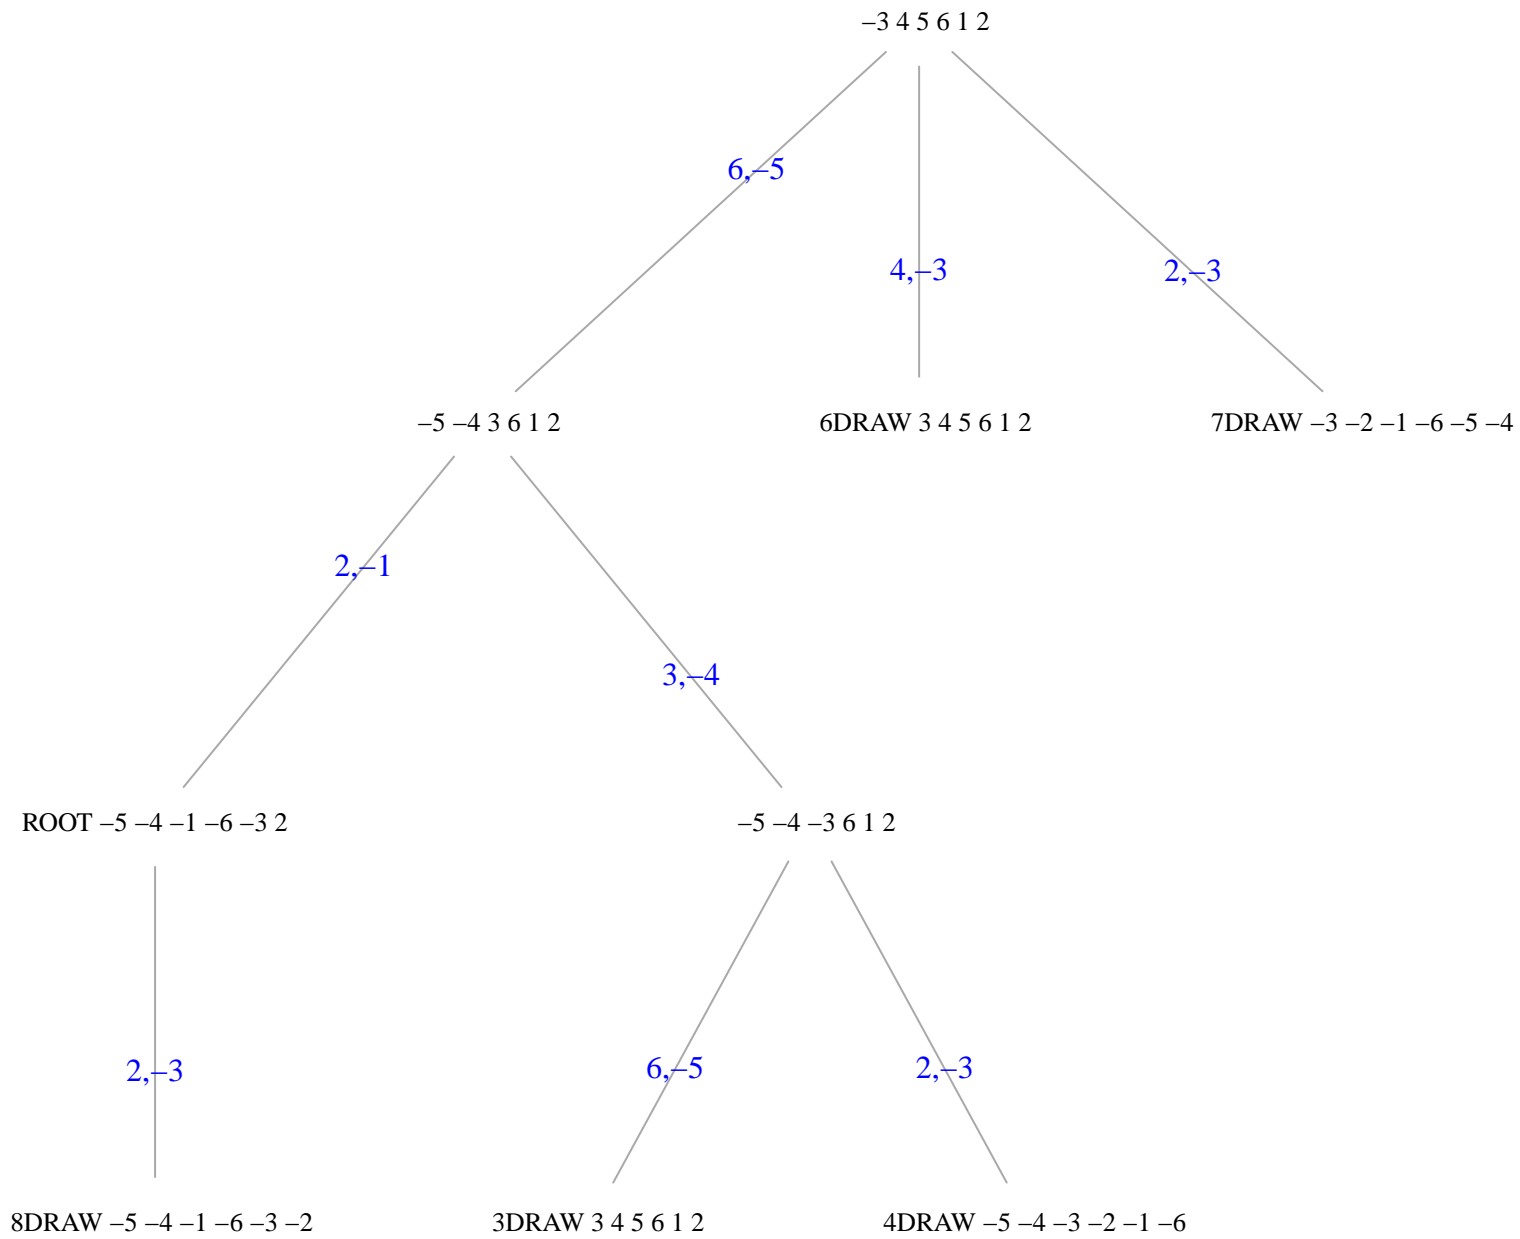 –3 4 5 6 1 2
6,–5
4,–3
2,–3
–5 –4 3 6 1 2
6DRAW 3 4 5 6 1 2
7DRAW –3 –2 –1 –6 –5 –4
2,–1
3,–4
ROOT –5 –4 –1 –6 –3 2
–5 –4 –3 6 1 2
2,–3
6,–5
2,–3
8DRAW –5 –4 –1 –6 –3 –2
3DRAW 3 4 5 6 1 2
4DRAW –5 –4 –3 –2 –1 –6